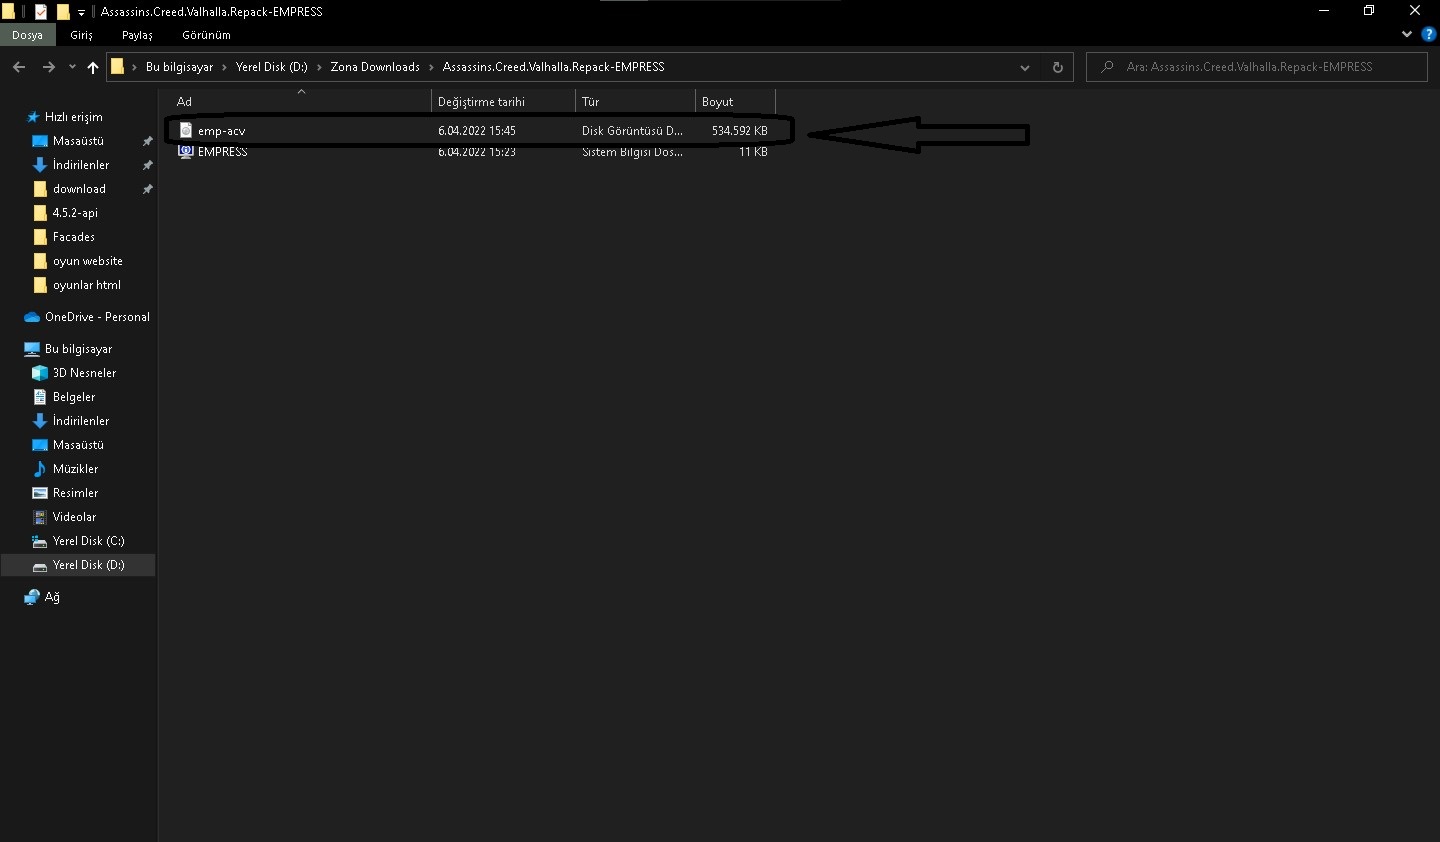 Assassins.Creed.Valhalla.Repack-EMPRESS
Dosya Giriş Paylaş Görünüm
Bu bilgisayar Yerel Disk (D:) Zona Downloads Assassins.Creed.Valhalla.Repack-EMPRESS
Ara: Assassins.Creed.Valhalla.Repack-EMPRESS
Ad Değiştirme tarihi Tür Boyut
emp-acv 6.04.2022 15:45 Disk Görüntüsü D... 534.592 KB
EMPRESS 6.04.2022 15:23 Sistem Bilgisi Dos... 11 KB
Hızlı erişim
Masaüstü
İndirilenler
download
4.5.2-api
Facades
oyun website
oyunlar html
OneDrive - Personal
Bu bilgisayar
3D Nesneler
Belgeler
İndirilenler
Masaüstü
Müzikler
Resimler
Videolar
Yerel Disk (C:)
Yerel Disk (D:)
Ağ